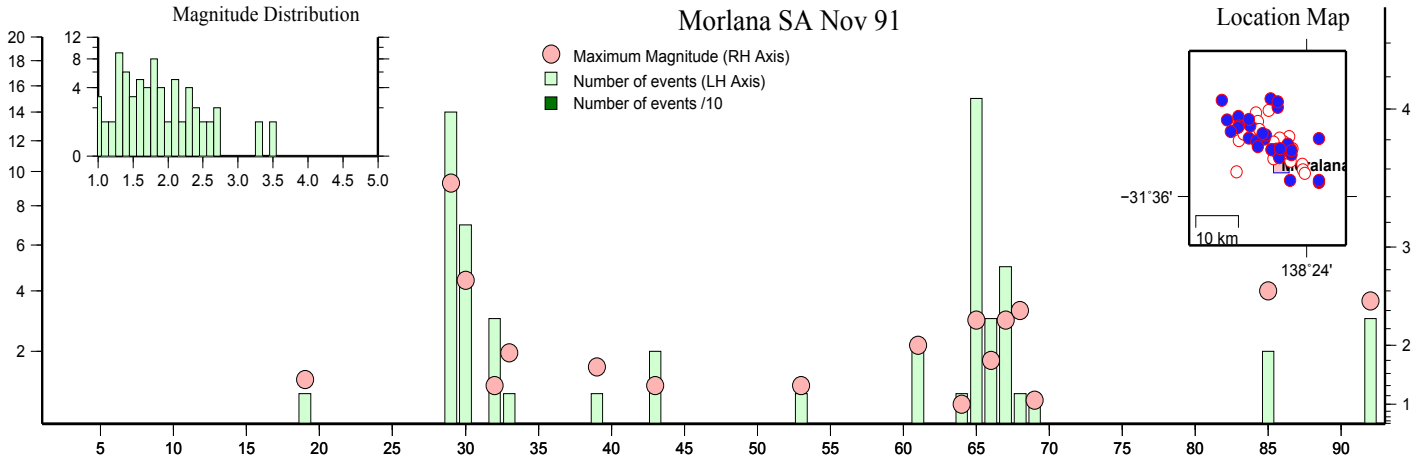 Magnitude Distribution
Morlana SA Nov 91
Location Map
Maximum Magnitude (RH Axis)
Number of events (LH Axis)
Number of events /10
20
18
16
14
12
10
8
6
4
2
12
8
4
0
1.0 1.5 2.0 2.5 3.0 3.5 4.0 4.5 5.0
−31˚36'
10 km
138˚24'
4
3
2
1
5 10 15 20 25 30 35 40 45 50 55 60 65 70 75 80 85 90